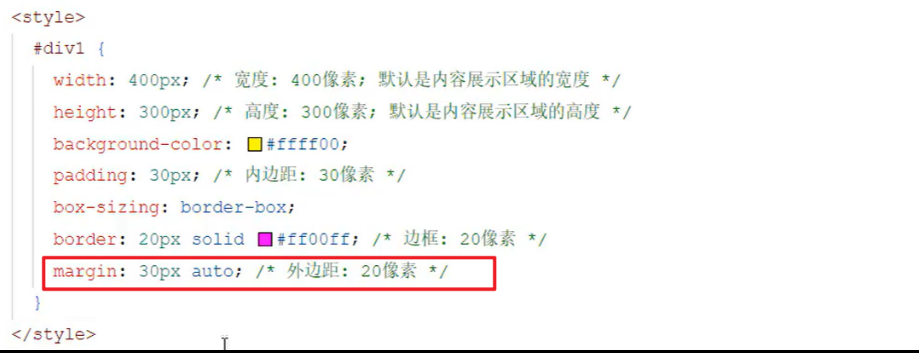 <style>
#div1 {
width: 400px; /* 宽度: 400像素; 默认是内容展示区域的宽度 */
height: 300px; /* 高度: 300像素; 默认是内容展示区域的高度 */
background-color: #ffff00;
padding: 30px; /* 内边距: 30像素 */
box-sizing: border-box;
border: 20px solid #ff00ff; /* 边框: 20像素 */
margin: 30px auto; /* 外边距: 20像素 */
}
</style>